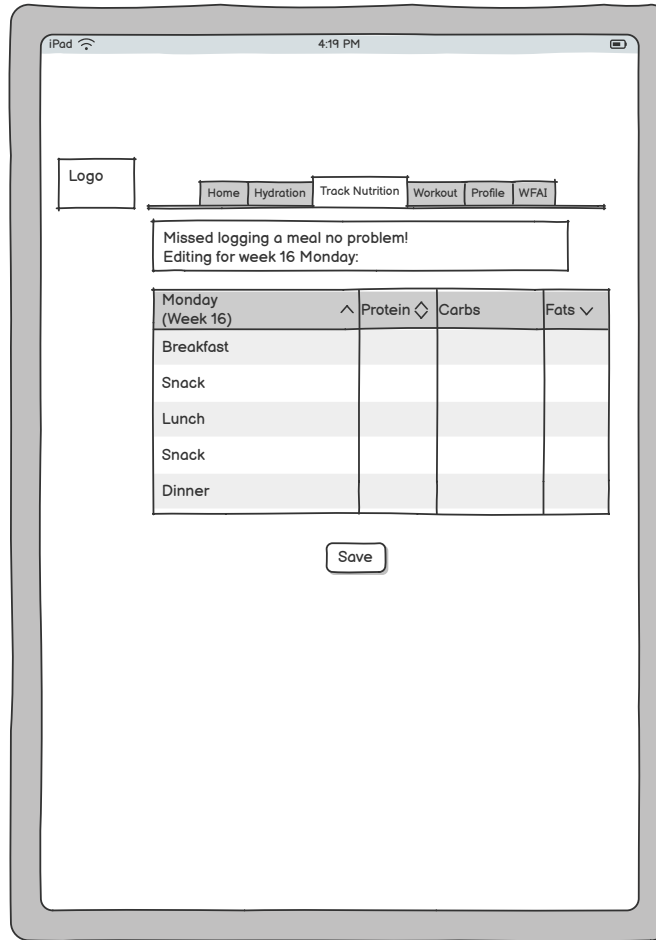 iPad 4:19 PM
Logo
Home Hydration Track Nutrition Workout Profile WFAI
Missed logging a meal no problem!
Editing for week 16 Monday:
Monday
(Week 16) Protein Carbs Fats
Breakfast
Snack
Lunch
Snack
Dinner
Save